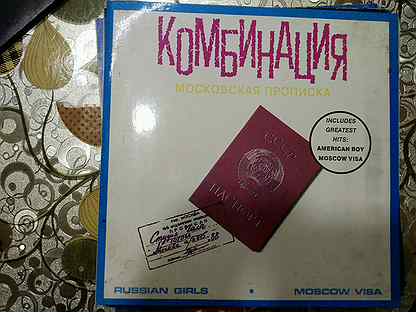 КОМБИНАЦИЯ
МОСКОВСКАЯ ПРОПИСКА
INCLUDES
GREATEST
HITS:
AMERICAN BOY
MOSCOW VISA
СССР
ПАСПОРТ
RUSSIAN GIRLS • MOSCOW VISA